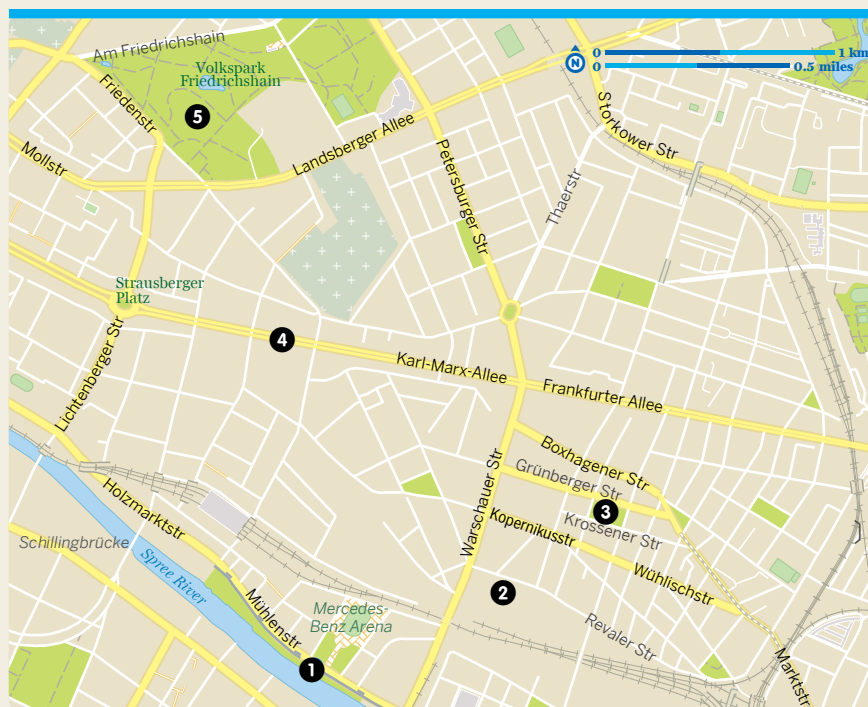 Am Friedrichshain
0 1 km
N
0 0.5 miles
Volkspark
Friedrichshain
Friedenstr
5
Storkower Str
Landsberger Allee
Mollstr
Petersburger Str
Thaerstr
Strausberger
Platz
4
Lichtenberger Str
Karl-Marx-Allee
Frankfurter Allee
Boxhagener Str
Warschauer Str
Grünberger Str
3
Holzmarktstr
Kopernikusstr
Krossener Str
Schillingbrücke
Spree River
Wühlischstr
Mühlenstr
2
Mercedes-
Benz Arena
Revaler Str
1
Marktstr